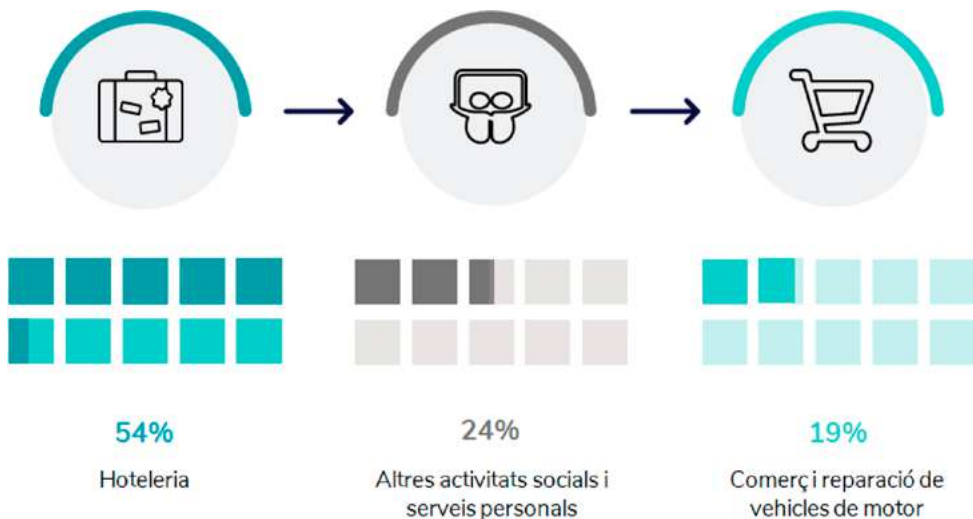 54%
Hoteleria
24%
Altres activitats socials i
serveis personals
19%
Comerç i reparació de
vehicles de motor